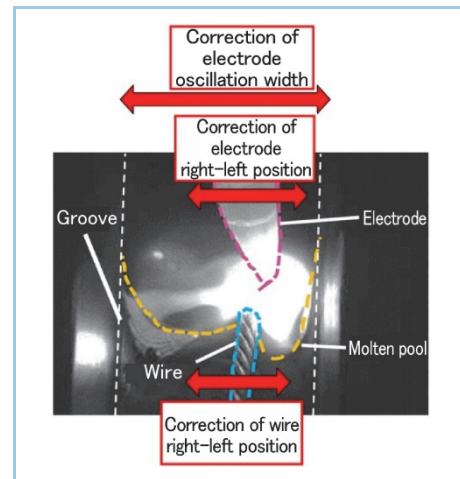 Correction of
electrode
oscillation width
Correction of
electrode
right-left position
Groove
Electrode
Molten pool
Wire
Correction of wire
right-left position